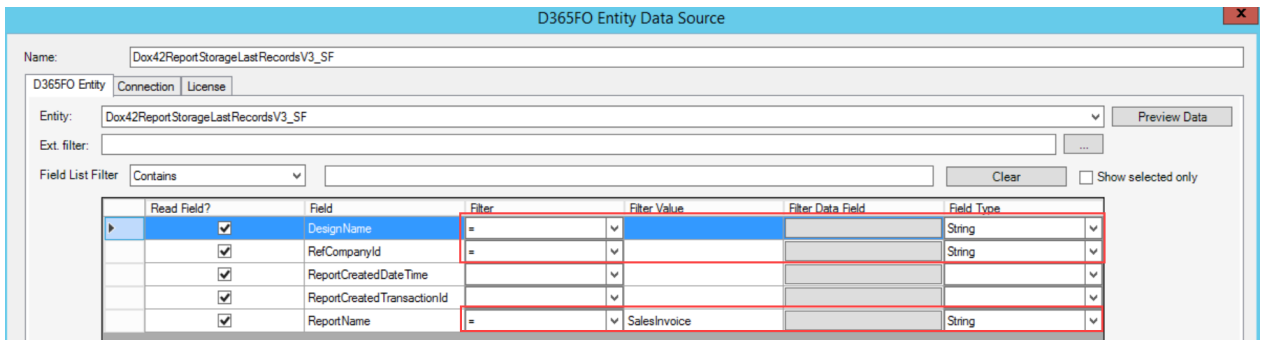 D365FO Entity Data Source x
Name: Dox42ReportStorageLastRecordsV3_SF
D365FO Entity Connection License
Entity: Dox42ReportStorageLastRecordsV3_SF Preview Data
Ext. filter: ...
Field List Filter Contains Clear Show selected only
Read Field? Field Filter Filter Value Filter Data Field Field Type
DesignName = String
RefCompanyId = String
ReportCreatedDateTime
ReportCreatedTransactionId
ReportName = SalesInvoice String